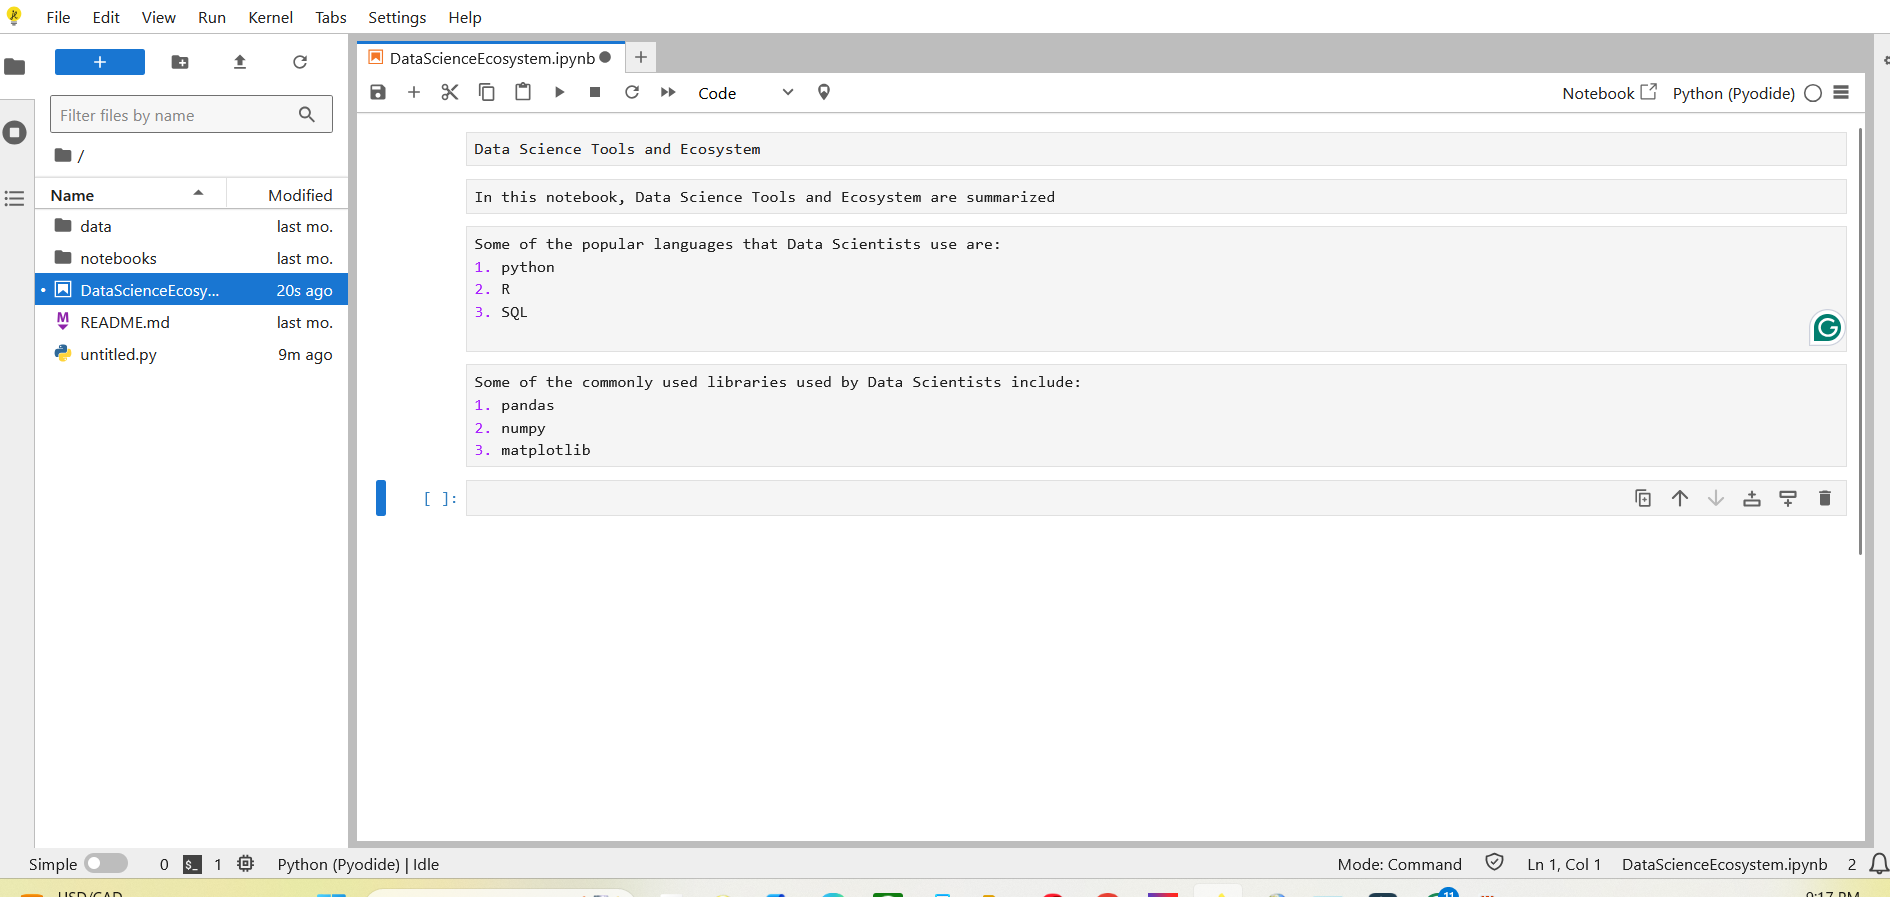 File Edit View Run Kernel Tabs Settings Help
DataScienceEcosystem.ipynb
Filter files by name
Code
Notebook Python (Pyodide)
/
Name Modified
data last mo.
notebooks last mo.
DataScienceEcosy... 20s ago
README.md last mo.
untitled.py 9m ago
Data Science Tools and Ecosystem
In this notebook, Data Science Tools and Ecosystem are summarized
Some of the popular languages that Data Scientists use are:
1. python
2. R
3. SQL
Some of the commonly used libraries used by Data Scientists include:
1. pandas
2. numpy
3. matplotlib
[ ]:
Simple 0 $_ 1 Python (Pyodide) | Idle Mode: Command Ln 1, Col 1 DataScienceEcosystem.ipynb 2
USD/CAD 11 9:17 PM